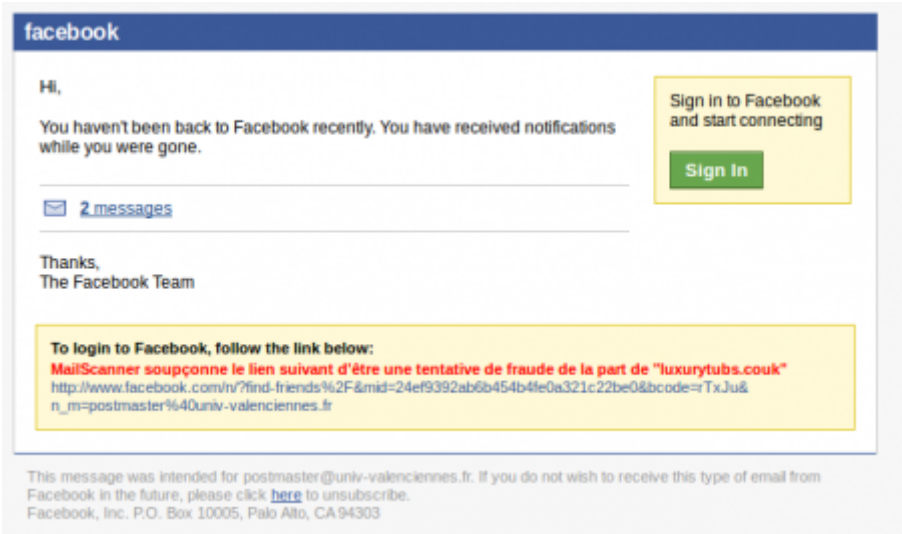 facebook
Hi,
You haven't been back to Facebook recently. You have received notifications
while you were gone.
2 messages
Thanks,
The Facebook Team
Sign in to Facebook
and start connecting
Sign In
To login to Facebook, follow the link below:
MailScanner soupçonne le lien suivant d'être une tentative de fraude de la part de "luxurytubs.couk"
http://www.facebook.com/n/?find-friends%2F&mid=24ef9392ab6b454b4fe0a321c22be0&bcode=rTxJu&
n_m=postmaster%40univ-valenciennes.fr
This message was intended for postmaster@univ-valenciennes.fr. If you do not wish to receive this type of email from
Facebook in the future, please click here to unsubscribe.
Facebook, Inc. P.O. Box 10005, Palo Alto, CA 94303